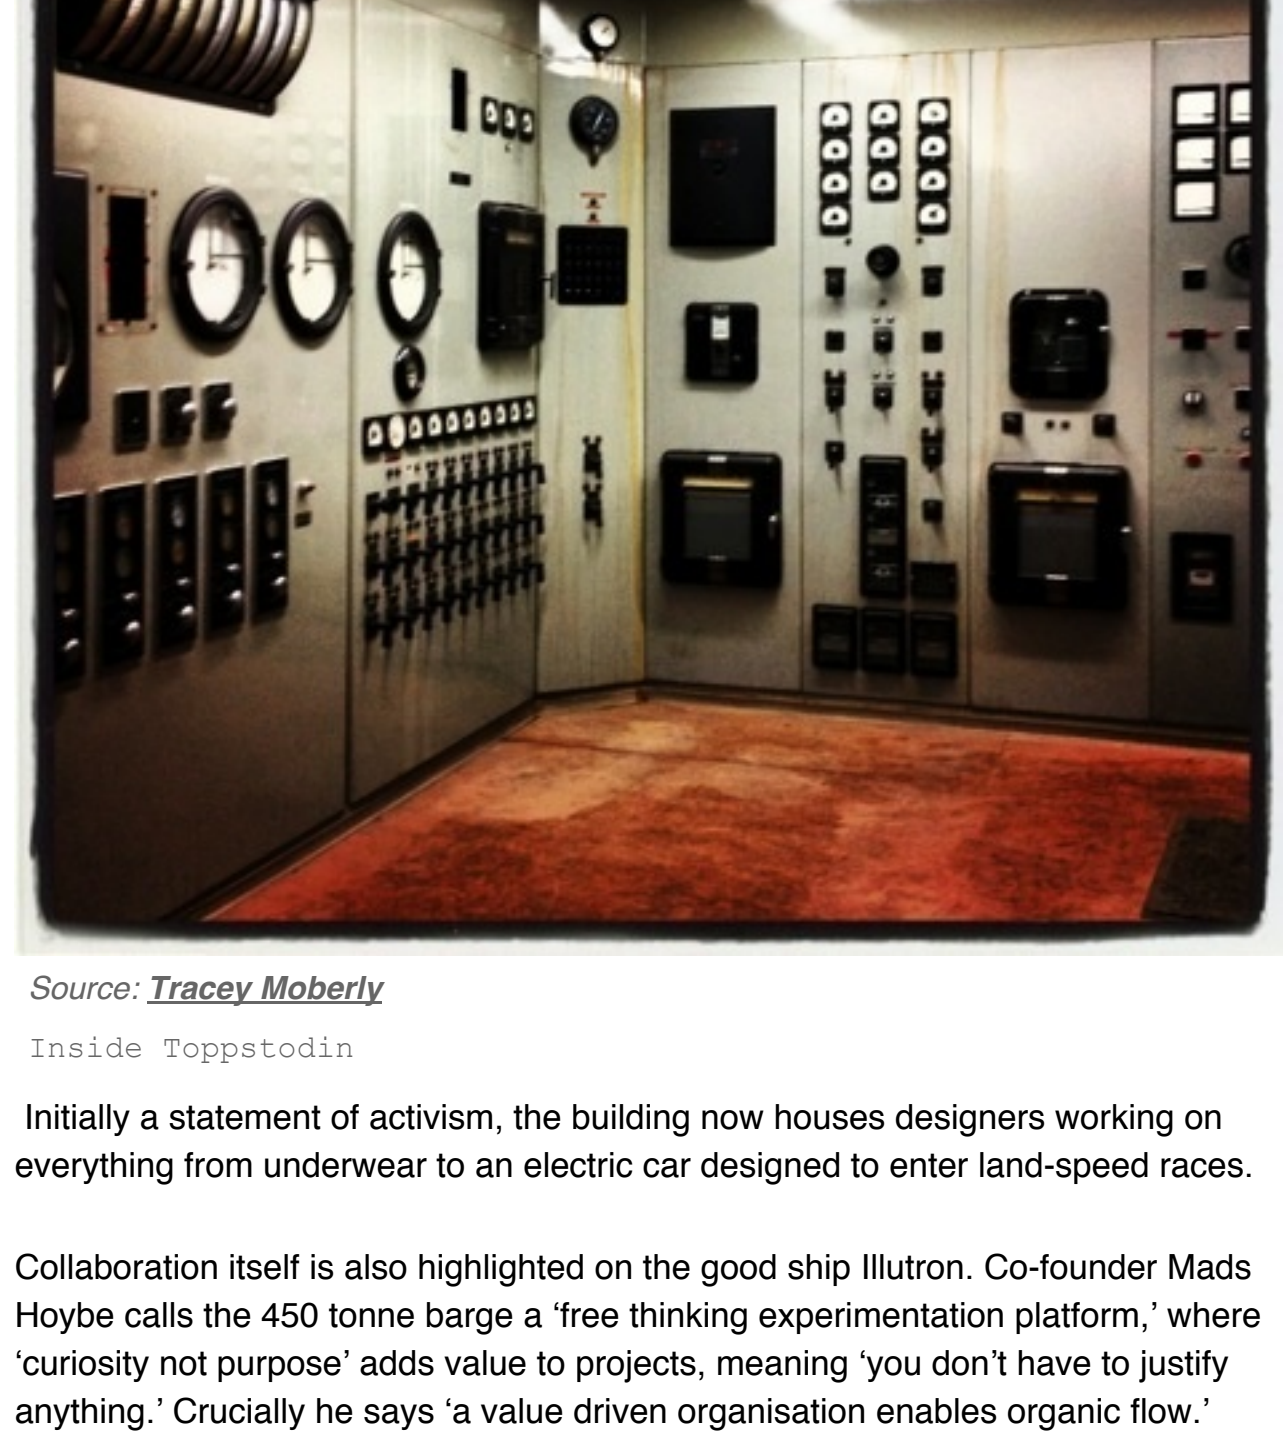 Source: Tracey Moberly
Inside Toppstodin
Initially a statement of activism, the building now houses designers working on
everything from underwear to an electric car designed to enter land-speed races.
Collaboration itself is also highlighted on the good ship Illutron. Co-founder Mads
Hoybe calls the 450 tonne barge a ‘free thinking experimentation platform,’ where
‘curiosity not purpose’ adds value to projects, meaning ‘you don’t have to justify
anything.’ Crucially he says ‘a value driven organisation enables organic flow.’